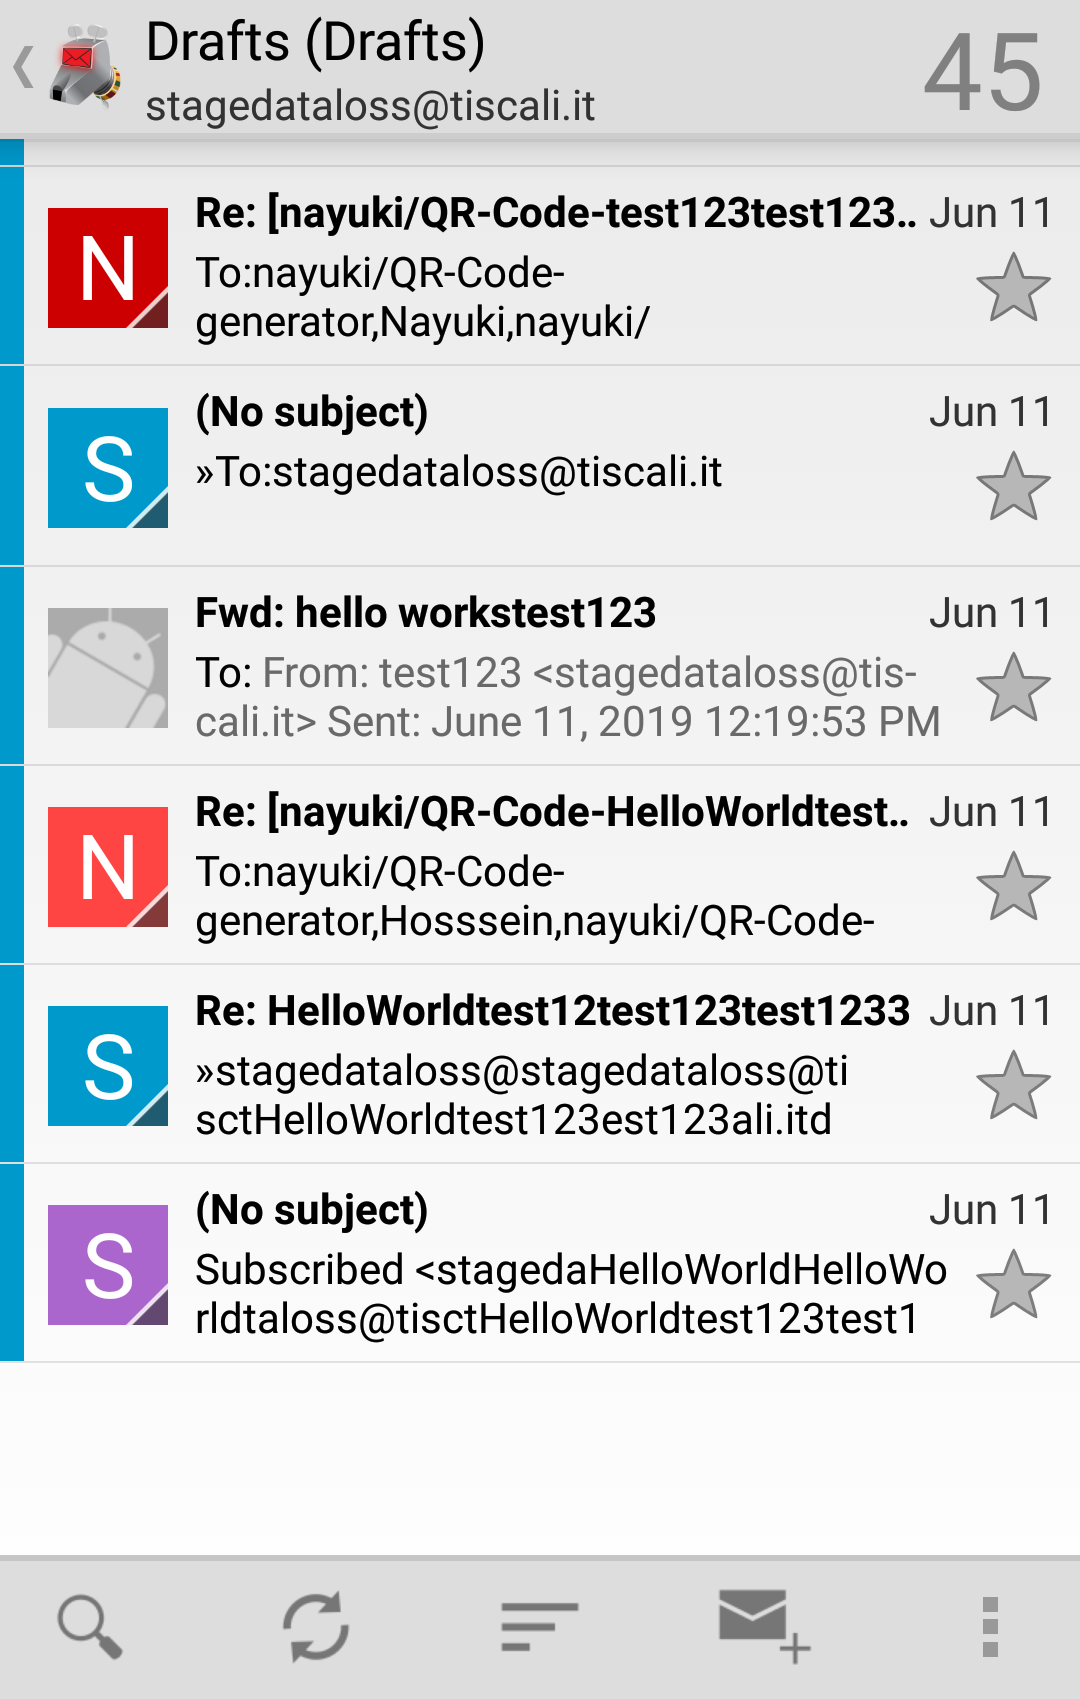 Drafts (Drafts)
stagedataloss@tiscali.it
45
Re: [nayuki/QR-Code-test123test123.. Jun 11
N
To:nayuki/QR-Code-
generator,Nayuki,nayuki/
(No subject) Jun 11
S
»To:stagedataloss@tiscali.it
Fwd: hello workstest123 Jun 11
To: From: test123 <stagedataloss@tis-
cali.it> Sent: June 11, 2019 12:19:53 PM
Re: [nayuki/QR-Code-HelloWorldtest.. Jun 11
N
To:nayuki/QR-Code-
generator,Hosssein,nayuki/QR-Code-
Re: HelloWorldtest12test123test1233 Jun 11
S
»stagedataloss@stagedataloss@ti
sctHelloWorldtest123est123ali.itd
(No subject) Jun 11
S
Subscribed <stagedaHelloWorldHelloWo
rldtaloss@tisctHelloWorldtest123test1